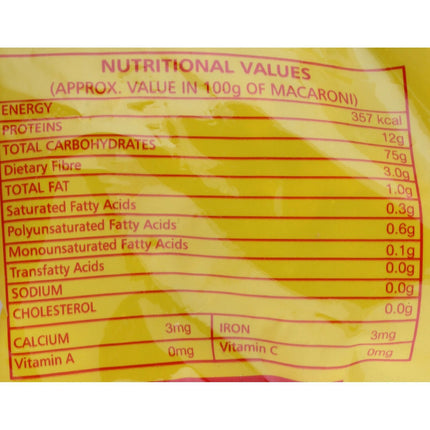 NUTRITIONAL VALUES
(APPROX. VALUE IN 100g OF MACARONI)
ENERGY 357 kcal
PROTEINS 12g
TOTAL CARBOHYDRATES 75g
Dietary Fibre 3.0g
TOTAL FAT 1.0g
Saturated Fatty Acids 0.3g
Polyunsaturated Fatty Acids 0.6g
Monounsaturated Fatty Acids 0.1g
Transfatty Acids 0.0g
SODIUM 0.0g
CHOLESTEROL 0.0g
CALCIUM 3mg IRON 3mg
Vitamin A 0mg Vitamin C 0mg